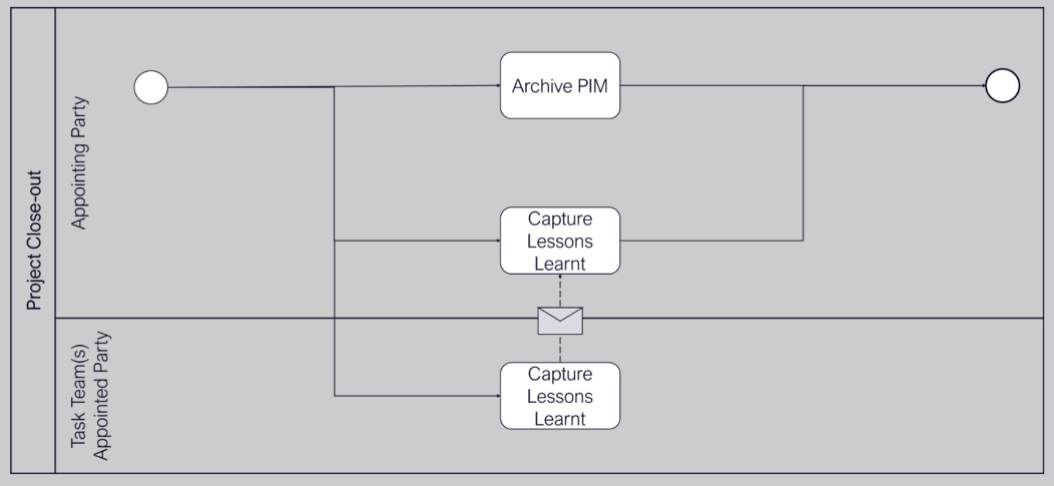 Project Close-out
Appointing Party
Archive PIM
Capture
Lessons
Learnt
Task Team(s)
Appointed Party
Capture
Lessons
Learnt